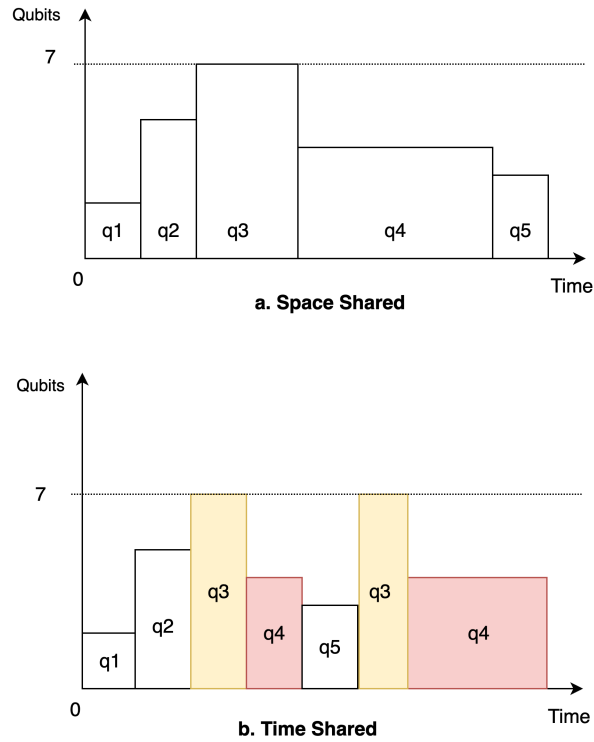 Qubits
7
q1
q2
q3
q4
q5
0
Time
a. Space Shared
Qubits
7
q3
q3
q2
q4
q5
q4
q1
0
Time
b. Time Shared